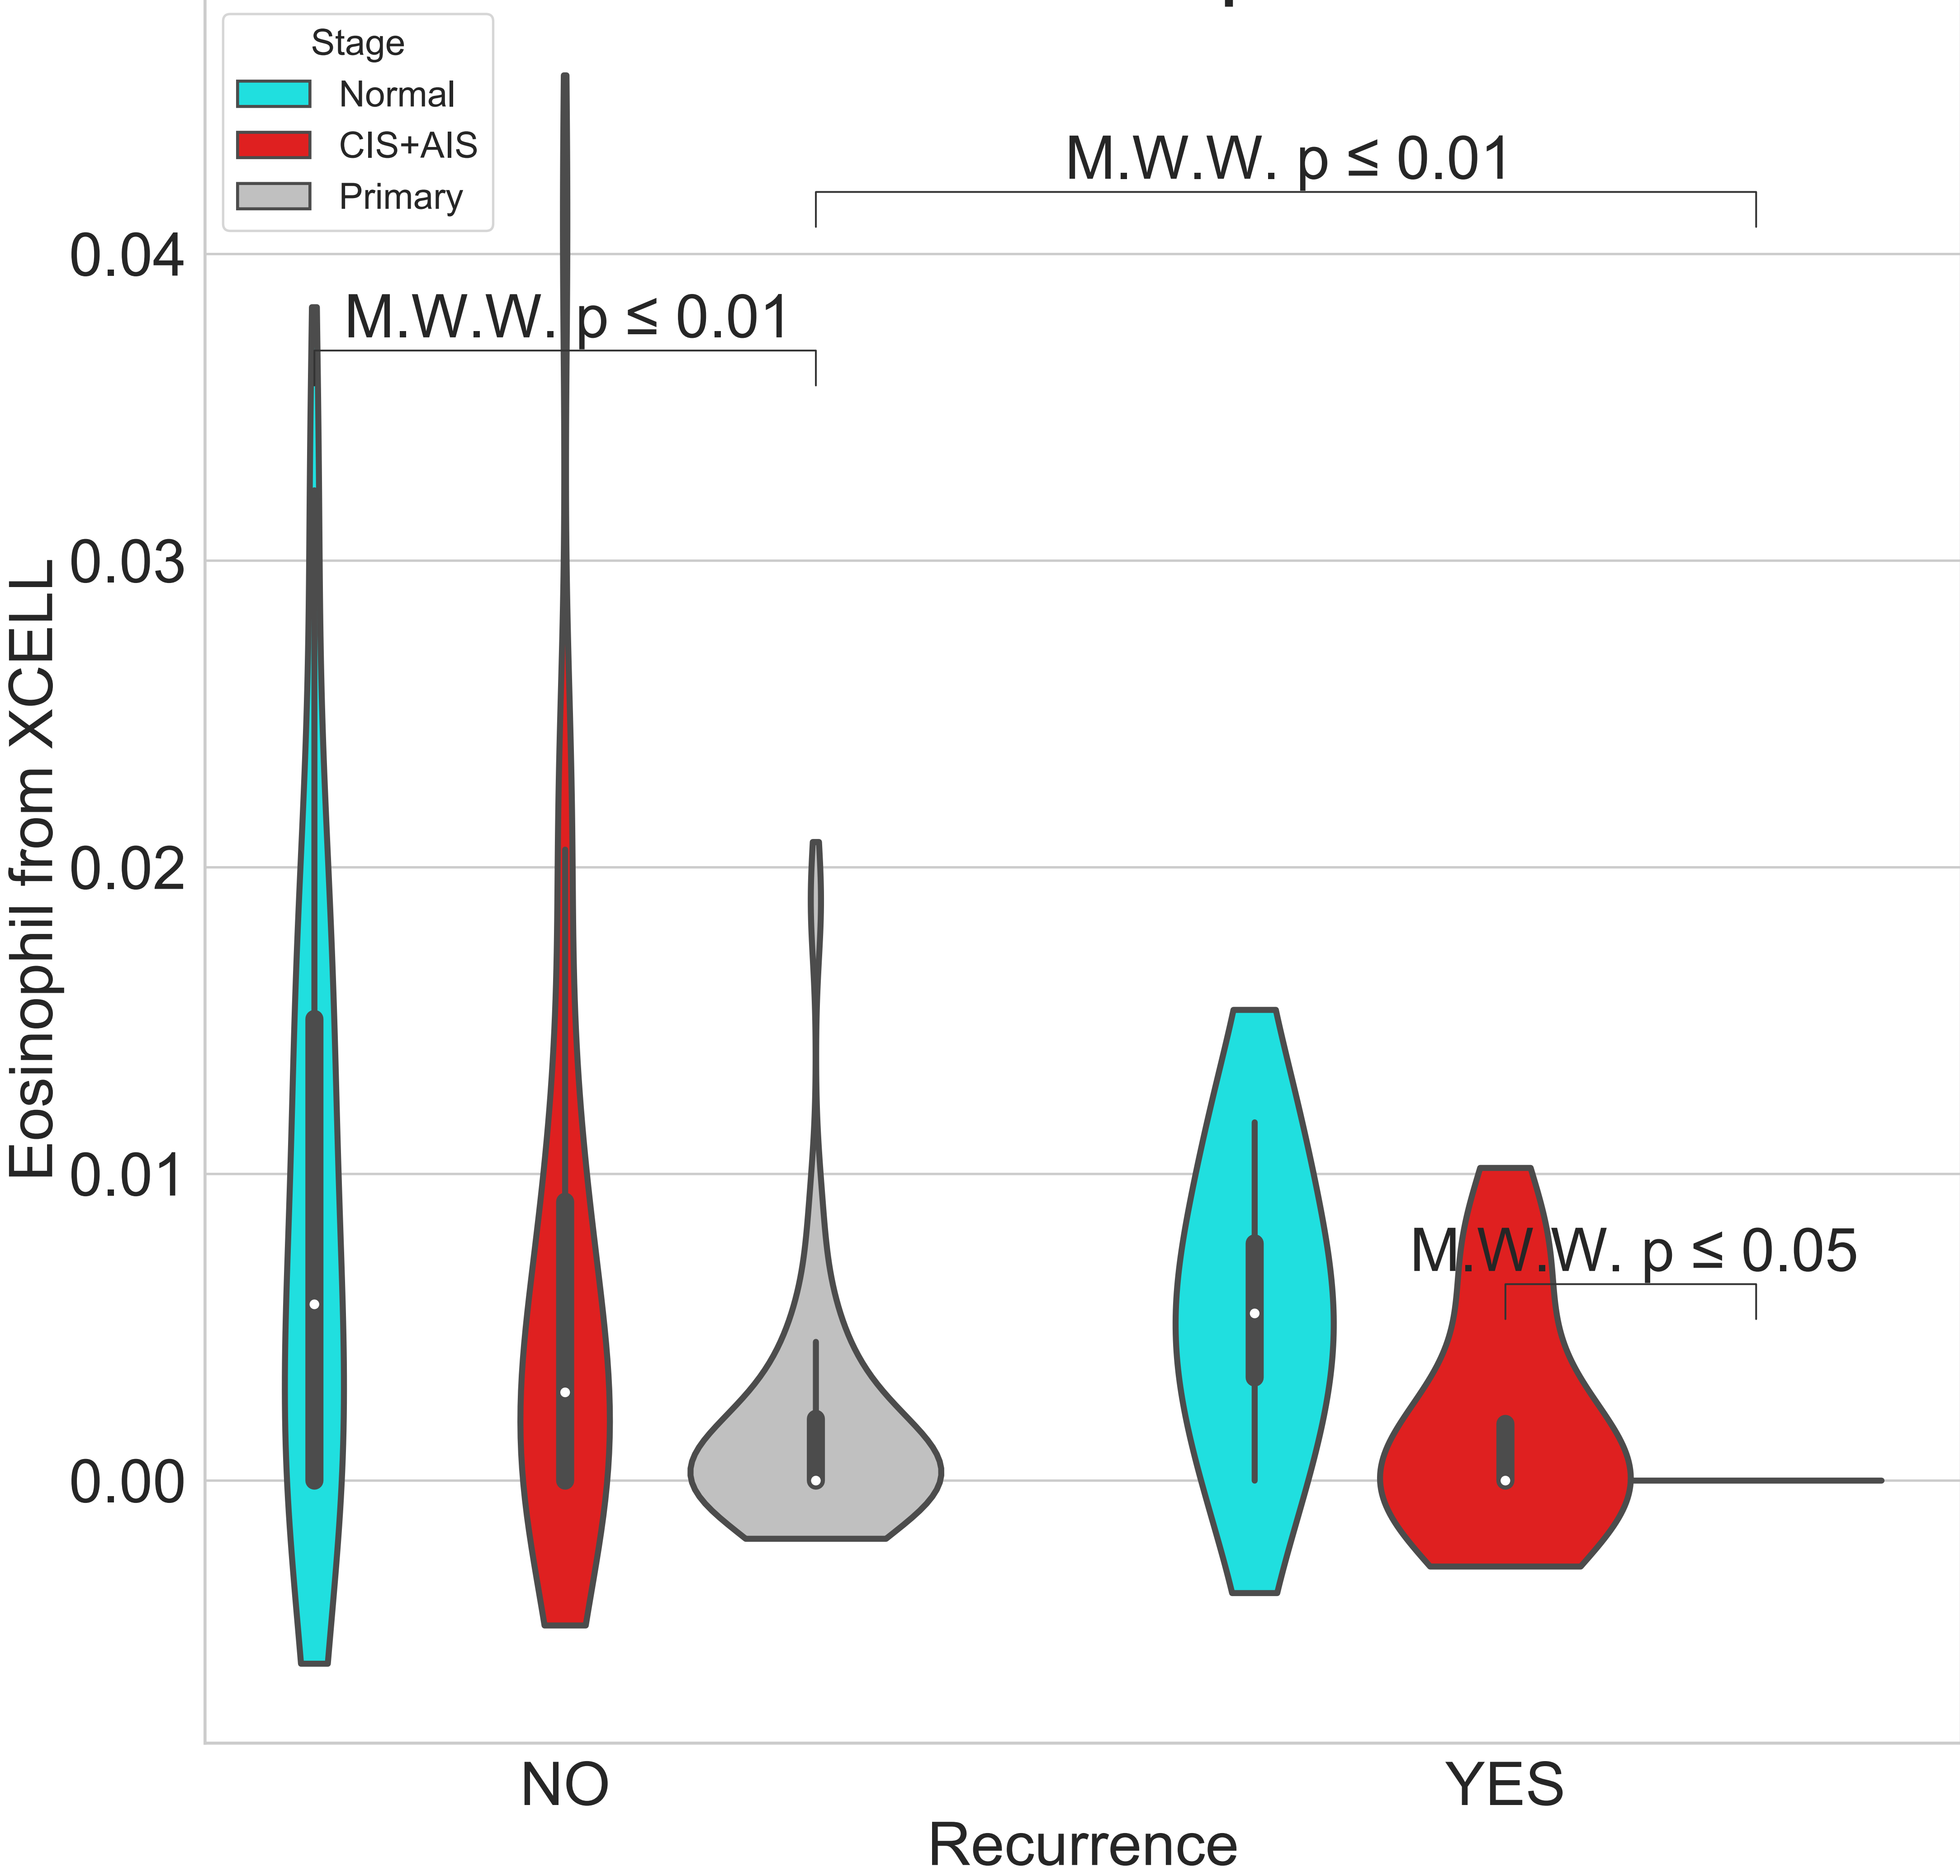 Stage
Normal
CIS+AIS
Primary
M.W.W. p ≤ 0.01
M.W.W. p ≤ 0.01
M.W.W. p ≤ 0.05
Eosinophil from XCELL
0.04
0.03
0.02
0.01
0.00
NO
YES
Recurrence